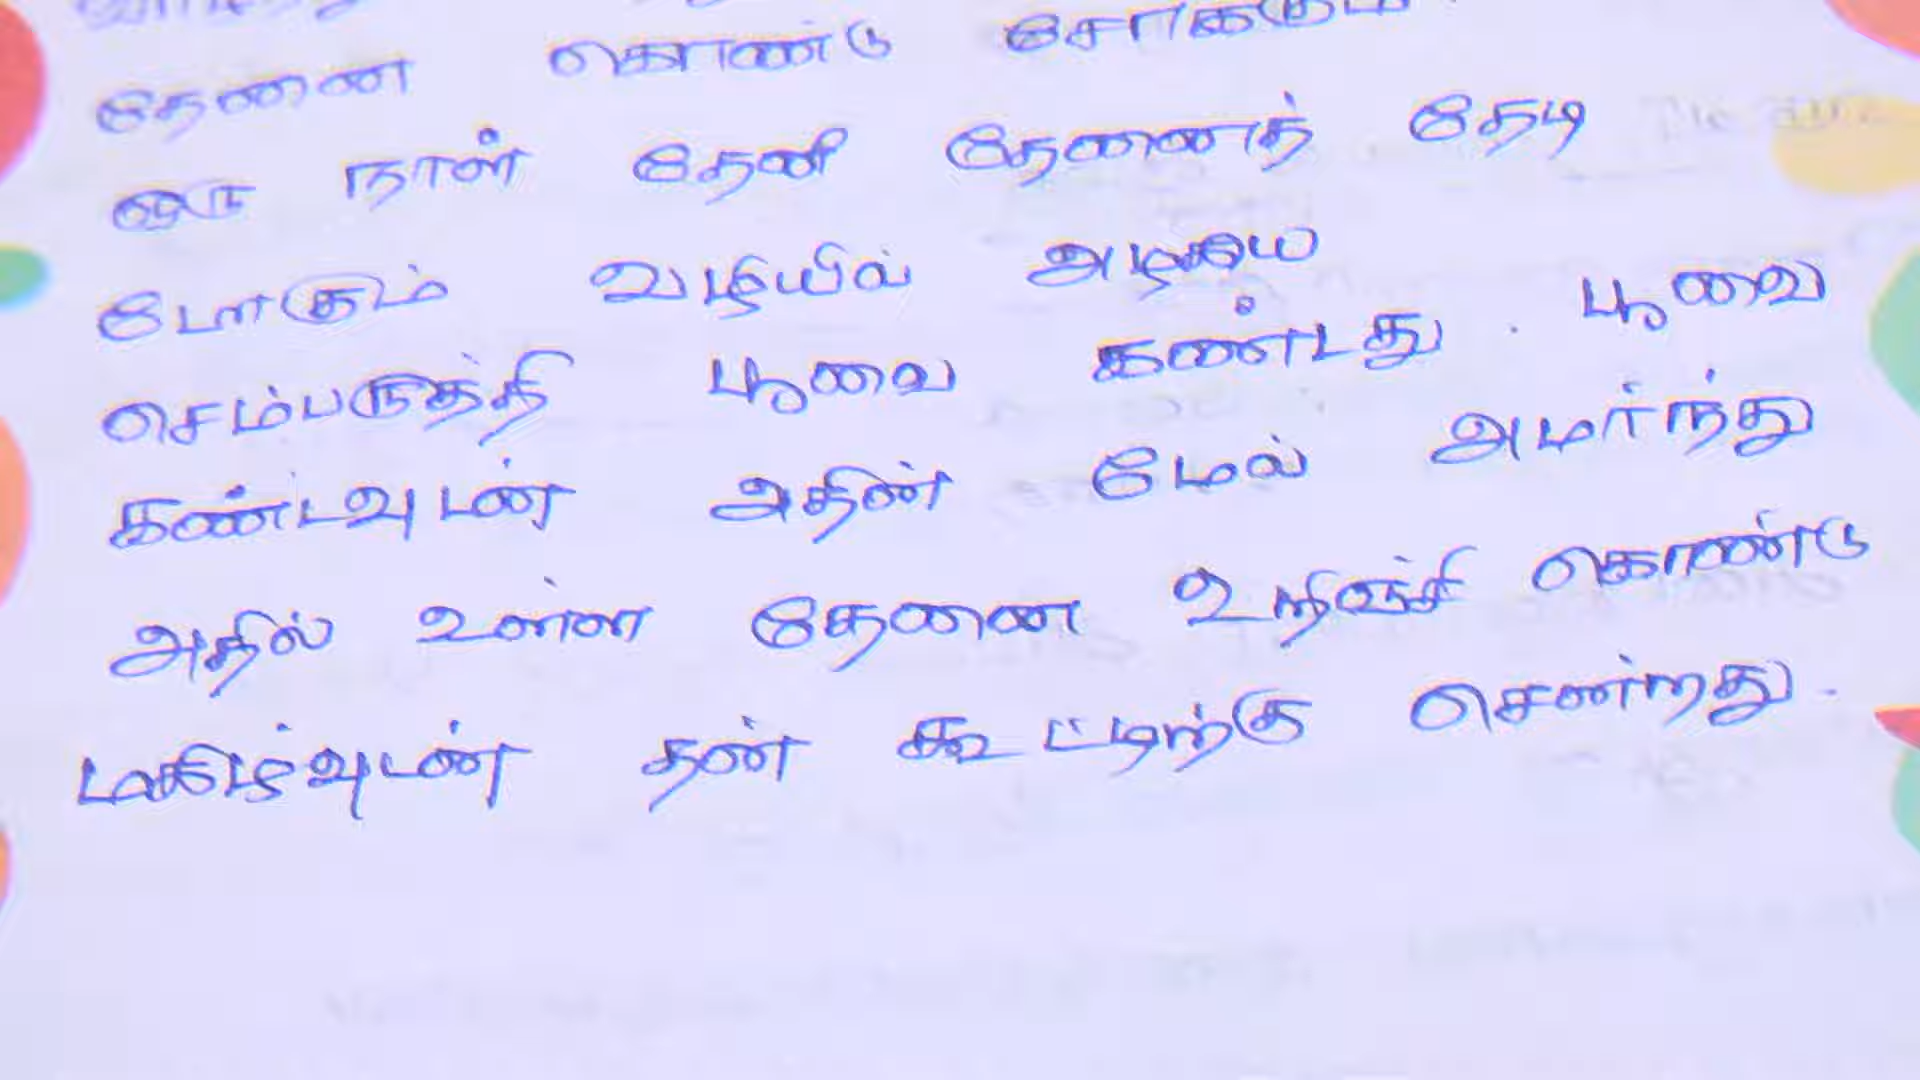 தேனை கொண்டு சேர்க்கும்
ஒரு நாள் தேனீ தேனைத் தேடி
போகும் வழியில் அழகிய
செம்பருத்தி பூவை கண்டது. பூவை
கண்டவுடன் அதின் மேல் அமர்ந்து
அதில் உள்ள தேனை உறிஞ்சி கொண்டு
மகிழ்வுடன் தன் கூட்டிற்கு சென்றது.